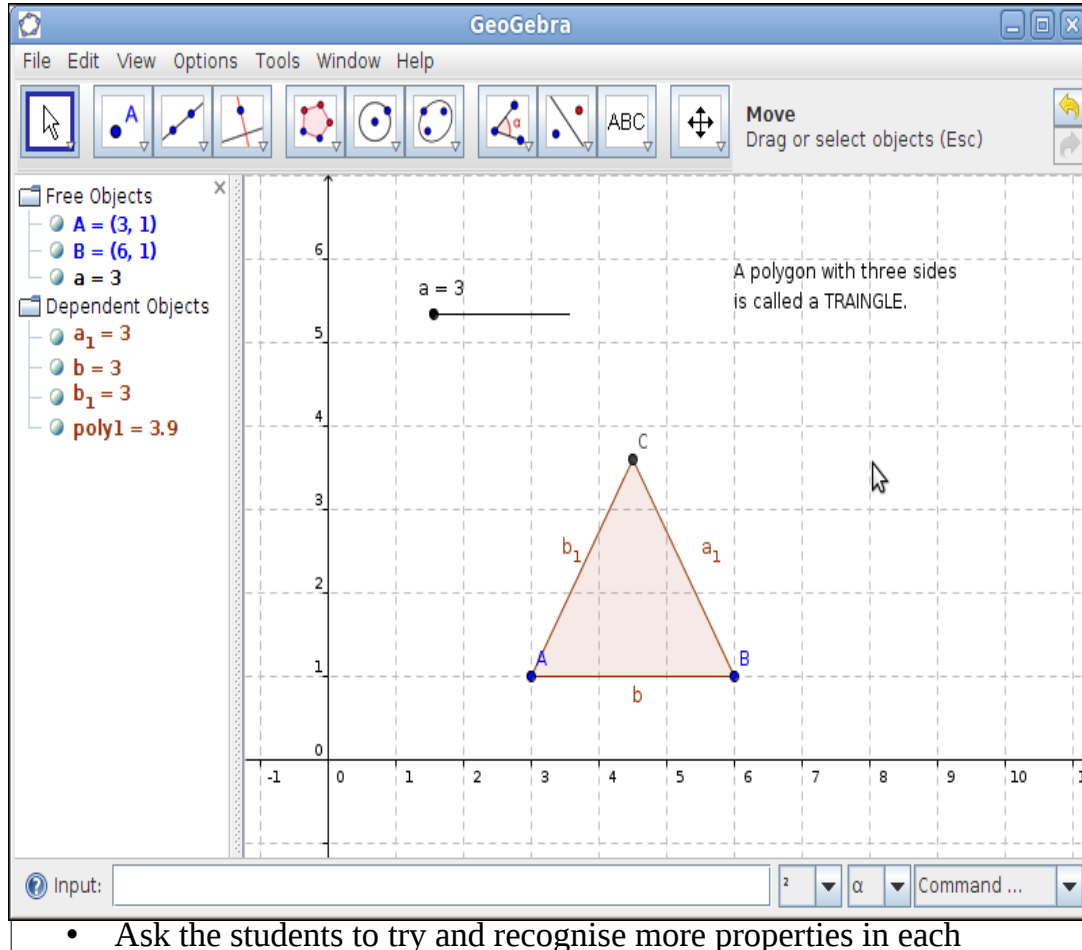 GeoGebra
File Edit View Options Tools Window Help
A
α
ABC
Move
Drag or select objects (Esc)
Free Objects
A = (3, 1)
B = (6, 1)
a = 3
Dependent Objects
a₁ = 3
b = 3
b₁ = 3
poly1 = 3.9
a = 3
A polygon with three sides
is called a TRAINGLE.
6
5
4
3
2
1
0
C
b₁
a₁
A
B
b
-1 0 1 2 3 4 5 6 7 8 9 10 1
Input:
²
α
Command ...
• Ask the students to try and recognise more properties in each